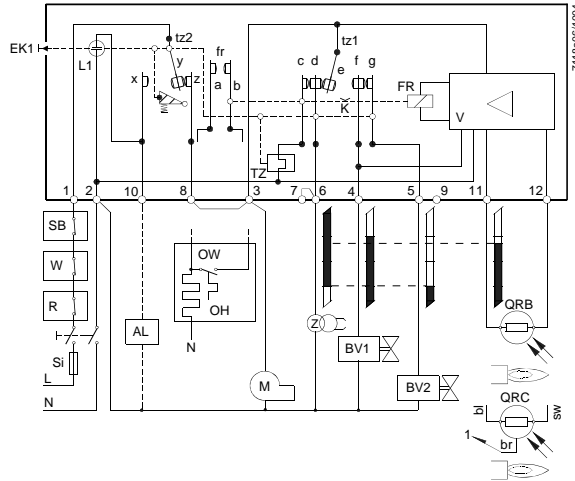 tz2
tz1
EK1
L1
fr
y
x
z
a
b
c
d
e
f
g
FR
K
V
TZ
1
2
10
8
3
7
6
4
5
9
11
12
SB
W
R
Si
L
N
AL
OW
OH
N
M
Z
BV1
BV2
QRB
QRC
bl
sw
br
1